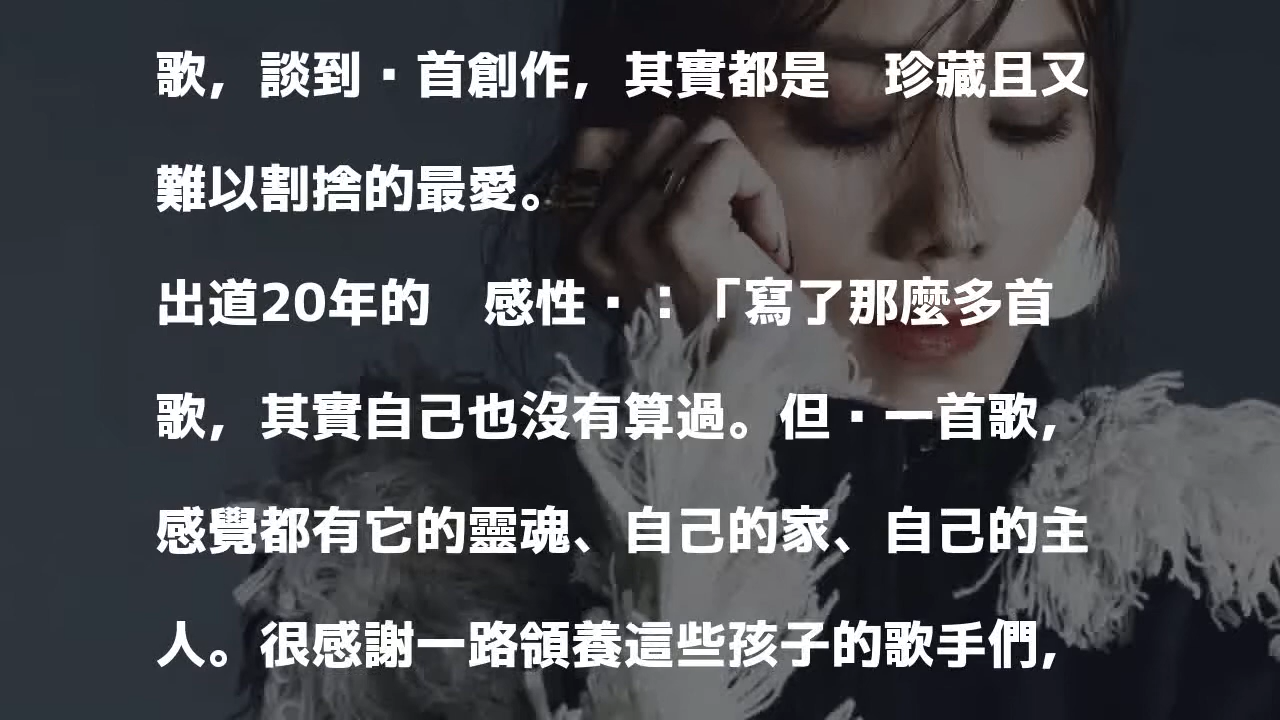 歌，談到▪首創作，其實都是　珍藏且又
難以割捨的最愛。
出道20年的　感性▪：「寫了那麼多首
歌，其實自己也沒有算過。但▪一首歌，
感覺都有它的靈魂、自己的家、自己的主
人。很感謝一路領養這些孩子的歌手們，